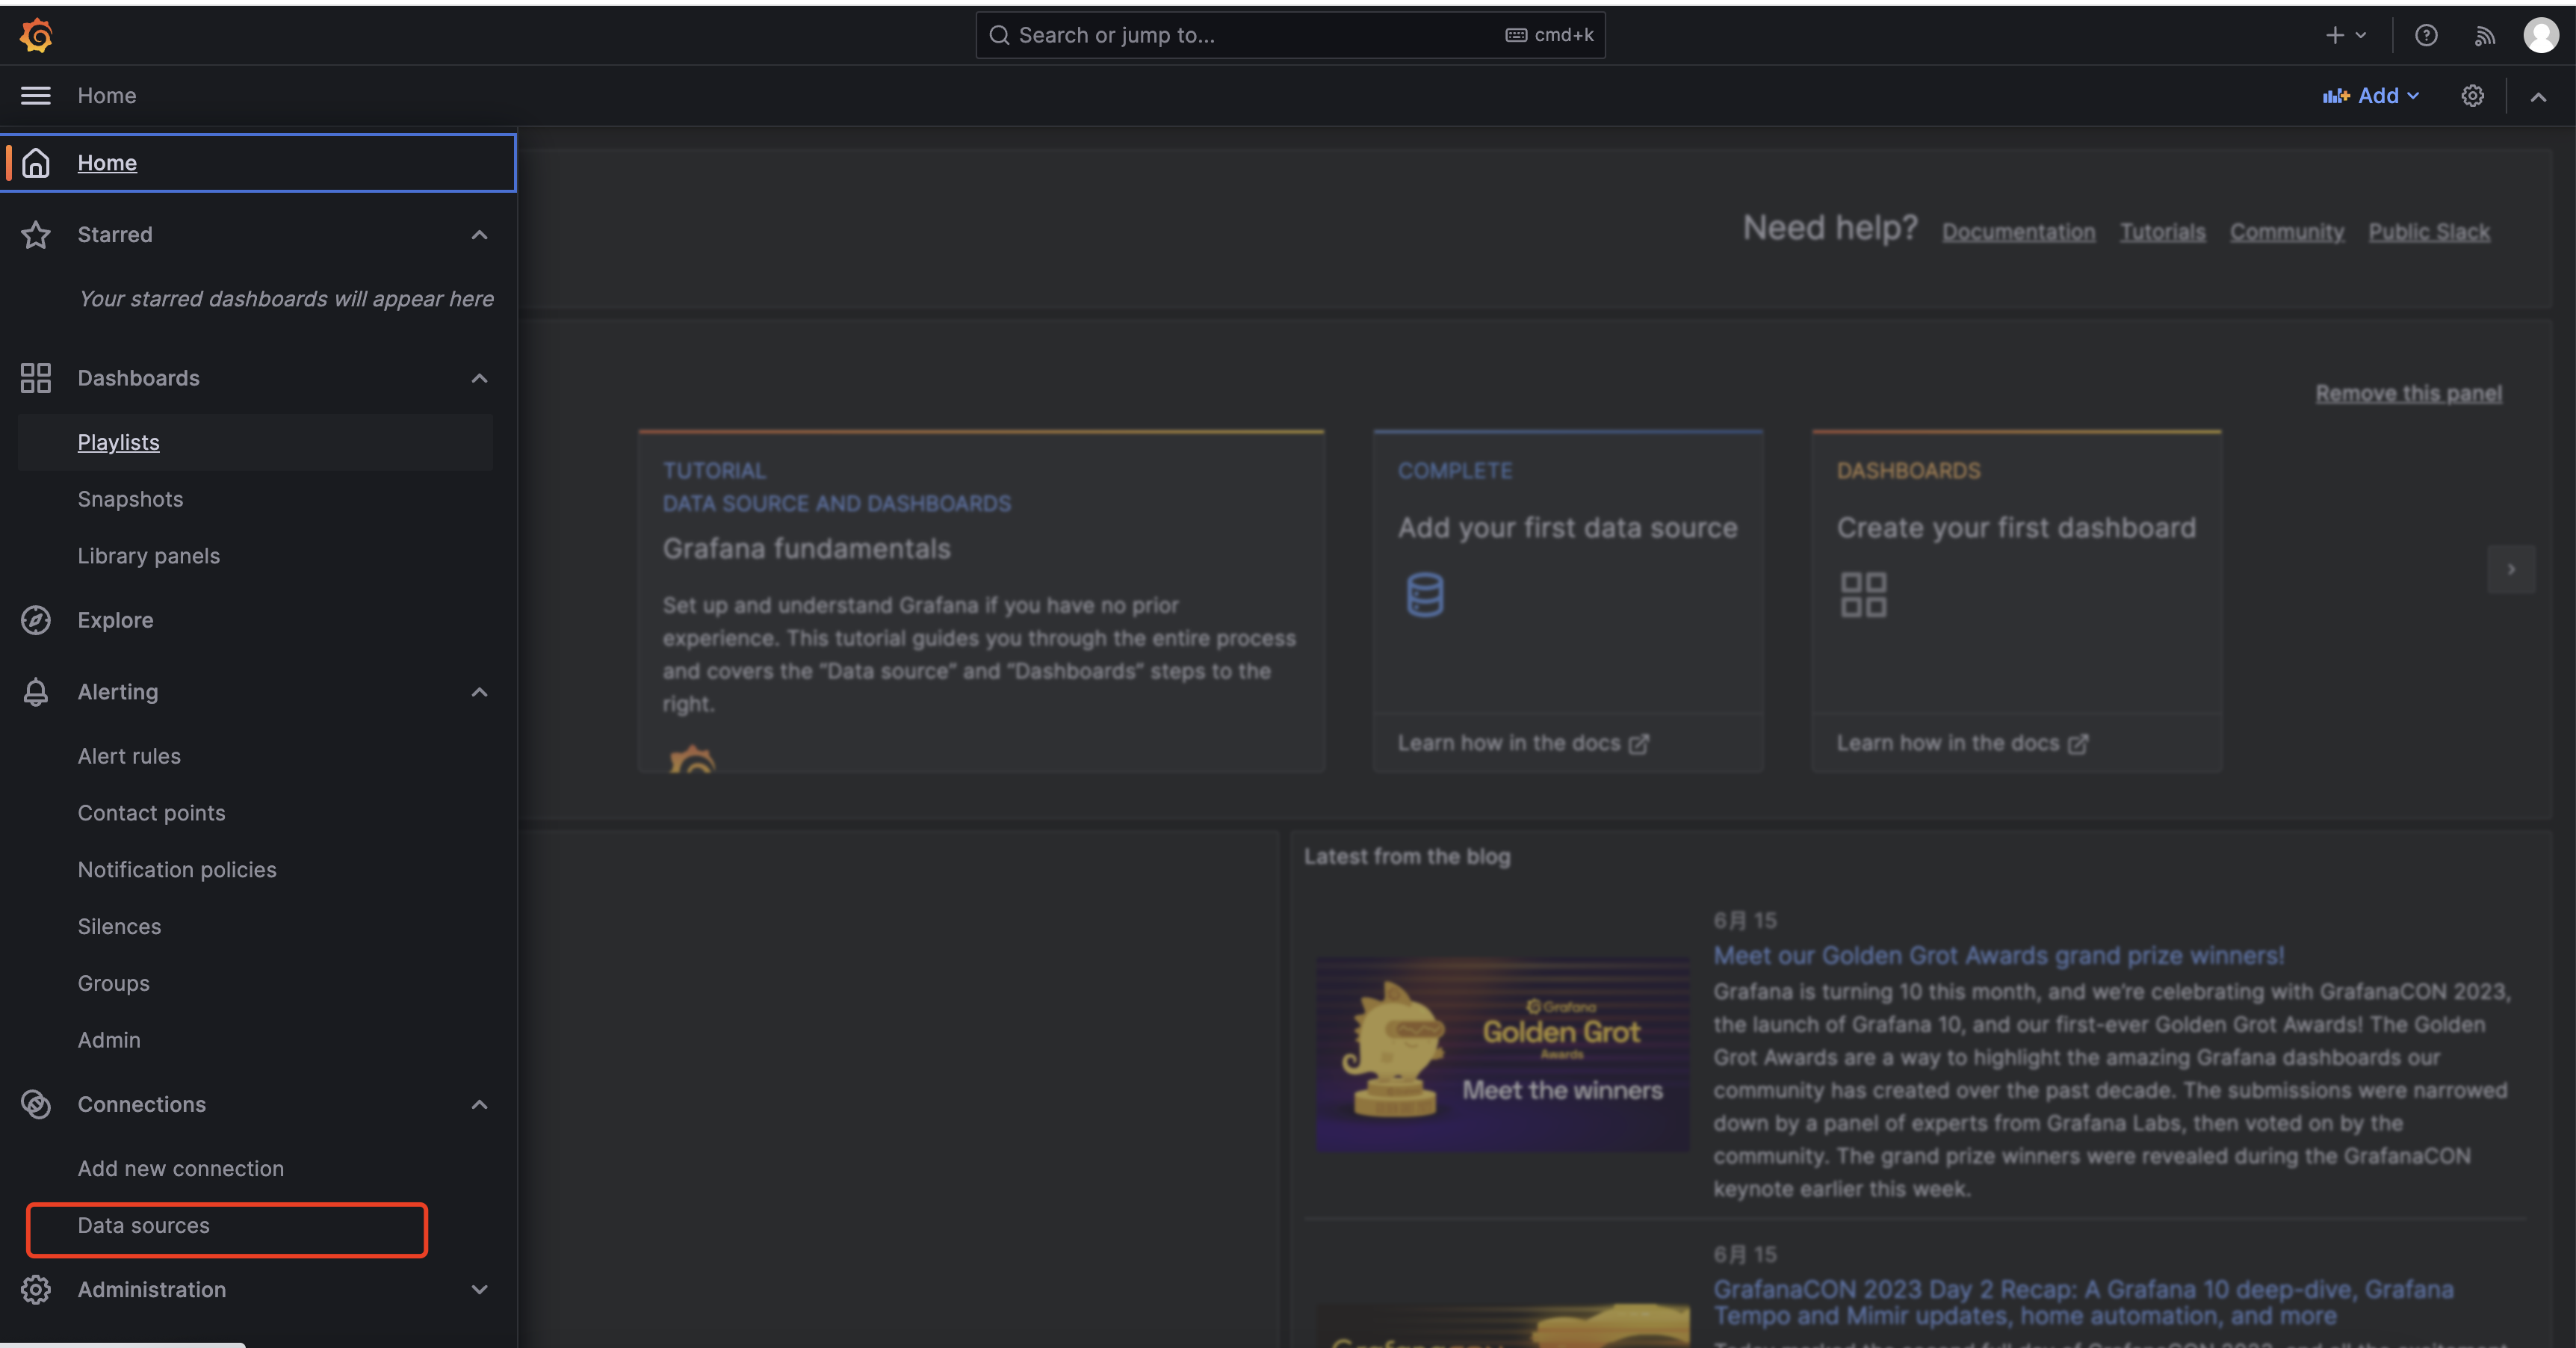 Search or jump to...
cmd+k
Home
Add
Home
Starred
Your starred dashboards will appear here
Dashboards
Playlists
Snapshots
Library panels
Explore
Alerting
Alert rules
Contact points
Notification policies
Silences
Groups
Admin
Connections
Add new connection
Data sources
Administration
Need help?
Documentation
Tutorials
Community
Public Slack
Remove this panel
TUTORIAL
DATA SOURCE AND DASHBOARDS
Grafana fundamentals
Set up and understand Grafana if you have no prior
experience. This tutorial guides you through the entire process
and covers the “Data source” and “Dashboards” steps to the
right.
COMPLETE
Add your first data source
Learn how in the docs
DASHBOARDS
Create your first dashboard
Learn how in the docs
Latest from the blog
6月 15
Meet our Golden Grot Awards grand prize winners!
Grafana is turning 10 this month, and we’re celebrating with GrafanaCON 2023,
the launch of Grafana 10, and our first-ever Golden Grot Awards! The Golden
Grot Awards are a way to highlight the amazing Grafana dashboards our
community has created over the past decade. The submissions were narrowed
down by a panel of experts from Grafana Labs, then voted on by the
community. The grand prize winners were revealed during the GrafanaCON
keynote earlier this week.
Grafana
Golden Grot
Awards
Meet the winners
6月 15
GrafanaCON 2023 Day 2 Recap: A Grafana 10 deep-dive, Grafana
Tempo and Mimir updates, home automation, and more